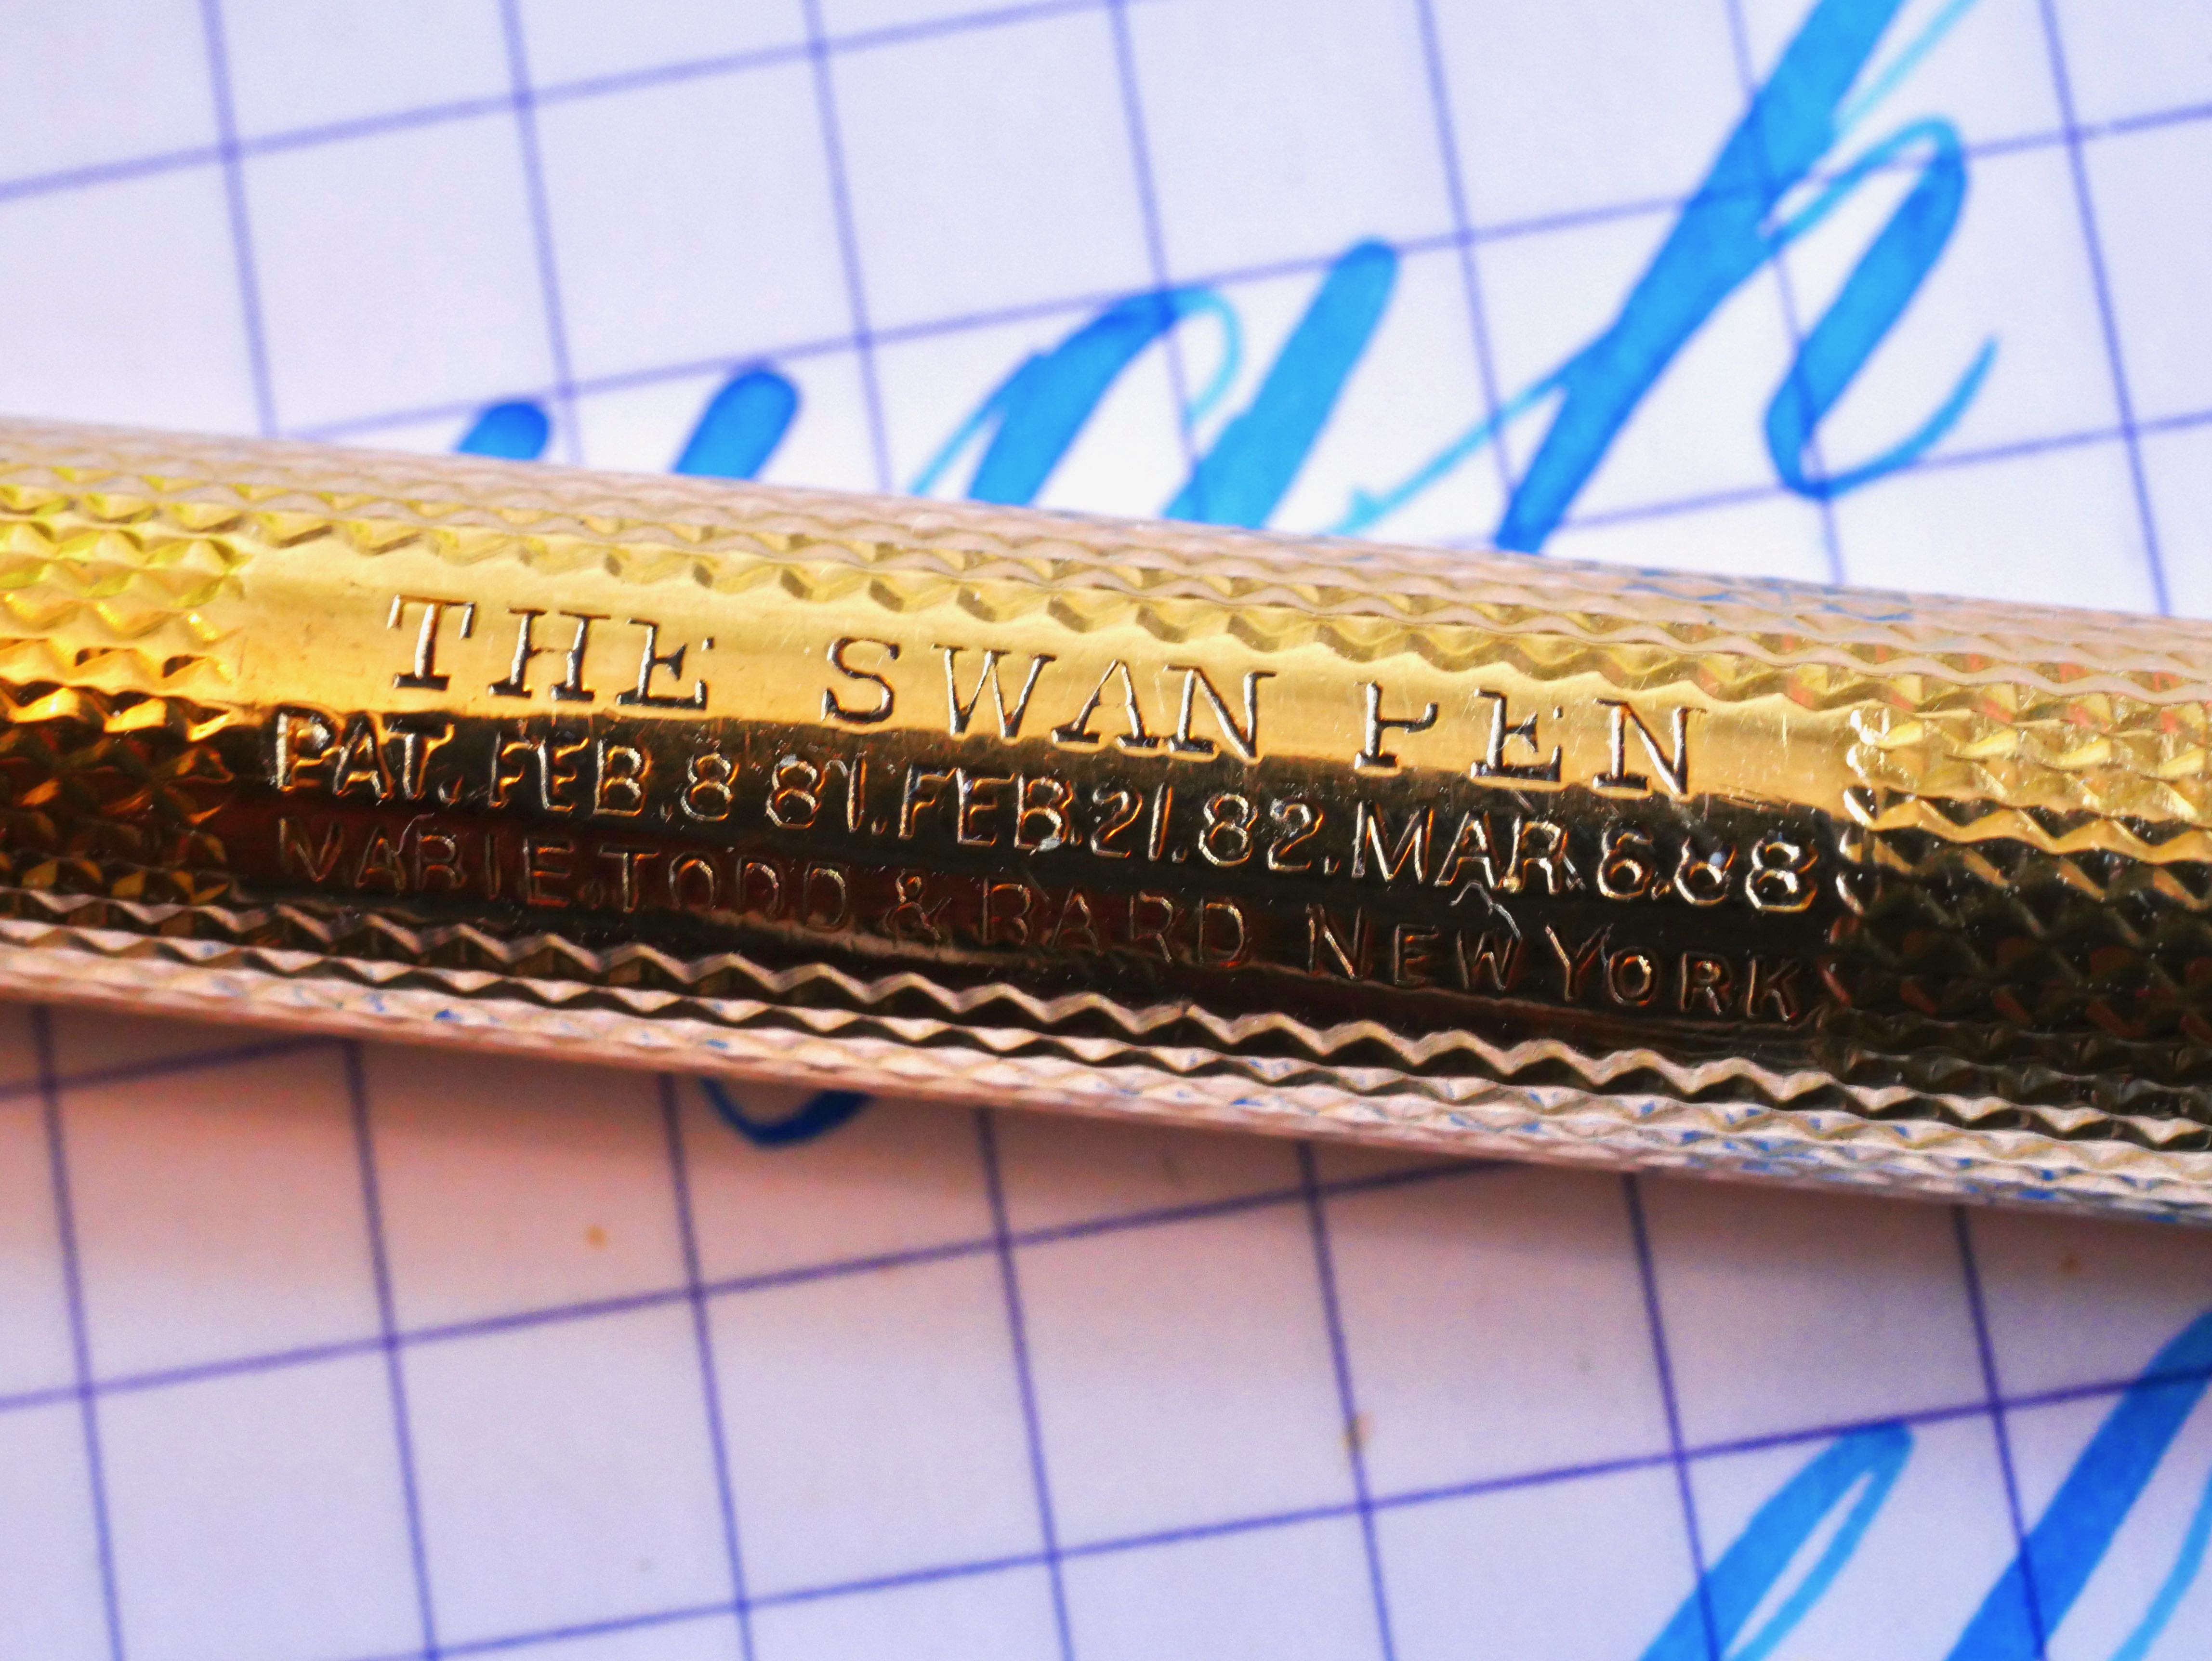 THE SWAN PEN
PAT. FEB. 8 81. FEB. 21. 82. MAR. 6. 88
MABIE. TODD & BARD NEW YORK